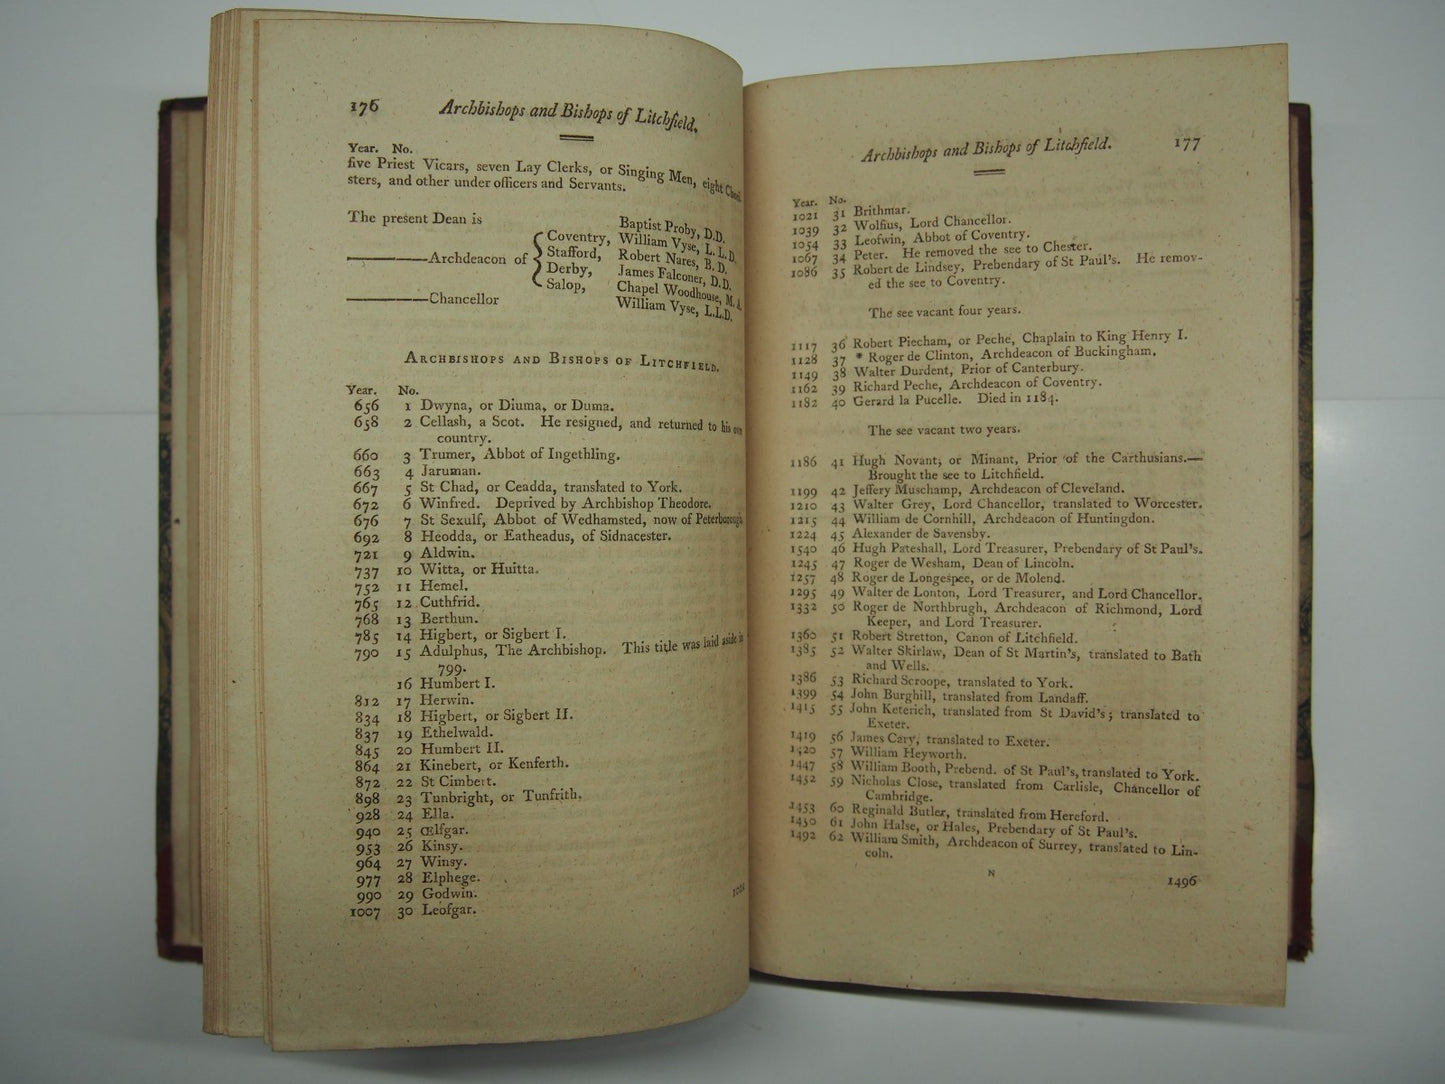 176 Archbishops and Bishops of Litchfield.
Year. No.
five Priest Vicars, seven Lay Clerks, or Singing Men, eight
sters, and other under officers and Servants.
The present Dean is Baptist Proby, D.D.
Coventry, William Vyse, L.L.D.
Archdeacon of Stafford, Robert Nares, B.D.
Derby, James Falconer, D.D.
Salop, Chapel Woodhouse, M.A.
Chancellor William Vyse, L.L.D.
Archbishops and Bishops of Litchfield.
Year. No.
656 1 Dwyna, or Diuma, or Duma.
658 2 Cellash, a Scot. He resigned, and returned to his own
country.
660 3 Trumer, Abbot of Ingethling.
663 4 Jaruman.
667 5 St Chad, or Ceadda, translated to York.
672 6 Winfred. Deprived by Archbishop Theodore.
676 7 St Sexulf, Abbot of Wedhamsted, now of Peterborough
692 8 Heodda, or Eatheadus, of Sidnacester.
721 9 Aldwin.
737 10 Witta, or Huitta.
752 11 Hemel.
765 12 Cuthfrid.
768 13 Berthun.
785 14 Higbert, or Sigbert I.
790 15 Adulphus, The Archbishop. This title was laid aside in
799.
16 Humbert I.
812 17 Herwin.
834 18 Higbert, or Sigbert II.
837 19 Ethelwald.
845 20 Humbert II.
864 21 Kinebert, or Kenferth.
872 22 St Cimbert.
898 23 Tunbright, or Tunfrith.
928 24 Ella.
940 25 Œlfgar.
953 26 Kinsy.
964 27 Winsy.
977 28 Elphege.
990 29 Godwin.
1007 30 Leofgar.
Archbishops and Bishops of Litchfield. 177
Year. No.
1021 31 Brithmar.
1039 32 Wolfius, Lord Chancellor.
1054 33 Leofwin, Abbot of Coventry.
1067 34 Peter. He removed the see to Chester.
1086 35 Robert de Lindsey, Prebendary of St Paul's. He remov-
ed the see to Coventry.
The see vacant four years.
1117 36 Robert Piecham, or Peche, Chaplain to King Henry I.
1128 37 * Roger de Clinton, Archdeacon of Buckingham.
1149 38 Walter Durdent, Prior of Canterbury.
1162 39 Richard Peche, Archdeacon of Coventry.
1182 40 Gerard la Pucelle. Died in 1184.
The see vacant two years.
1186 41 Hugh Novant, or Minant, Prior of the Carthusians.—
Brought the see to Litchfield.
1199 42 Jeffery Muschamp, Archdeacon of Cleveland.
1210 43 Walter Grey, Lord Chancellor, translated to Worcester.
1215 44 William de Cornhill, Archdeacon of Huntingdon.
1224 45 Alexander de Savensby.
1540 46 Hugh Pateshall, Lord Treasurer, Prebendary of St Paul's.
1245 47 Roger de Wesham, Dean of Lincoln.
1257 48 Roger de Longespee, or de Molend.
1295 49 Walter de Lonton, Lord Treasurer, and Lord Chancellor.
1332 50 Roger de Northbrugh, Archdeacon of Richmond, Lord
Keeper, and Lord Treasurer.
1360 51 Robert Stretton, Canon of Litchfield.
1385 52 Walter Skirlaw, Dean of St Martin's, translated to Bath
and Wells.
1386 53 Richard Scroope, translated to York.
1399 54 John Burghill, translated from Landaff.
1415 55 John Keterich, translated from St David's; translated to
Exeter.
1419 56 James Cary, translated to Exeter.
1420 57 William Heyworth.
1447 58 William Booth, Prebend. of St Paul's, translated to York.
1452 59 Nicholas Close, translated from Carlisle, Chancellor of
Cambridge.
1453 60 Reginald Butler, translated from Hereford.
1450 61 John Halse, or Hales, Prebendary of St Paul's.
1492 62 William Smith, Archdeacon of Surrey, translated to Lin-
coln.
N 1496